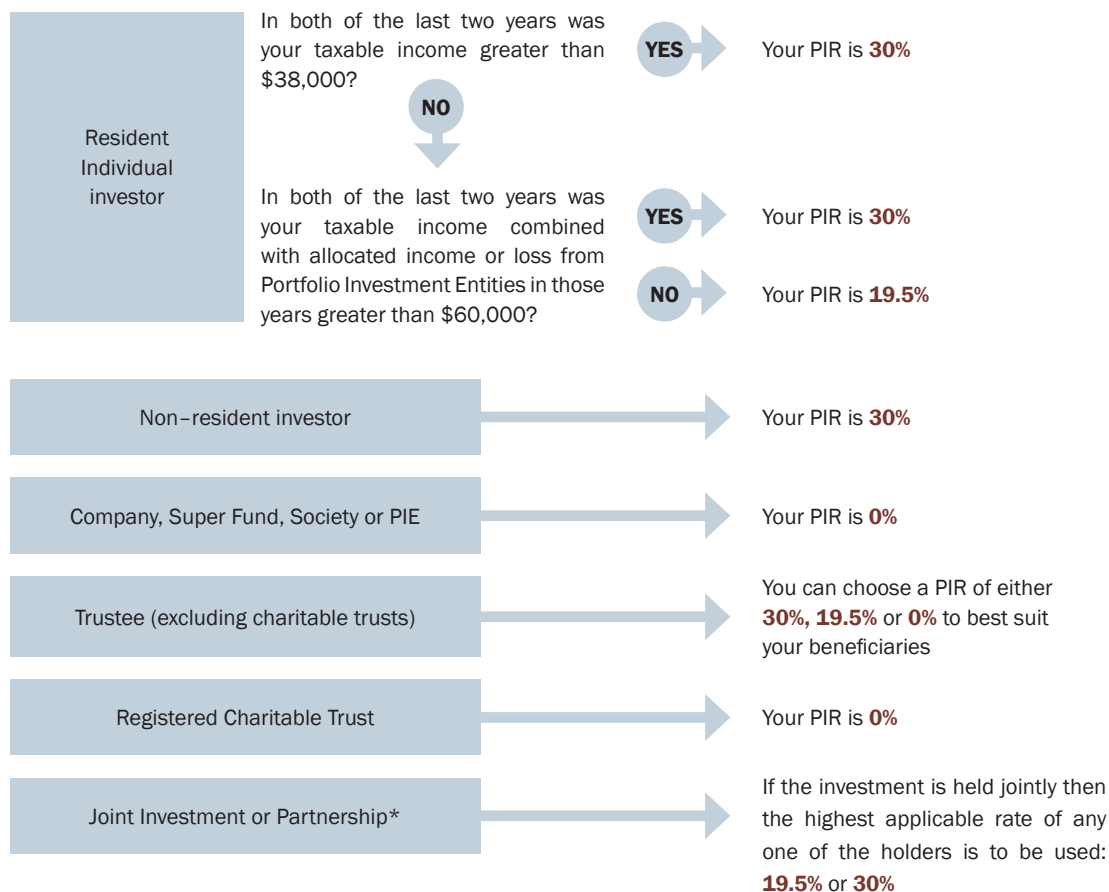 In both of the last two years was
your taxable income greater than
$38,000?
YES
Your PIR is 30%
NO
Resident
Individual
investor
In both of the last two years was
your taxable income combined
with allocated income or loss from
Portfolio Investment Entities in those
years greater than $60,000?
YES
Your PIR is 30%
NO
Your PIR is 19.5%
Non–resident investor
Your PIR is 30%
Company, Super Fund, Society or PIE
Your PIR is 0%
Trustee (excluding charitable trusts)
You can choose a PIR of either
30%, 19.5% or 0% to best suit
your beneficiaries
Registered Charitable Trust
Your PIR is 0%
Joint Investment or Partnership*
If the investment is held jointly then
the highest applicable rate of any
one of the holders is to be used:
19.5% or 30%